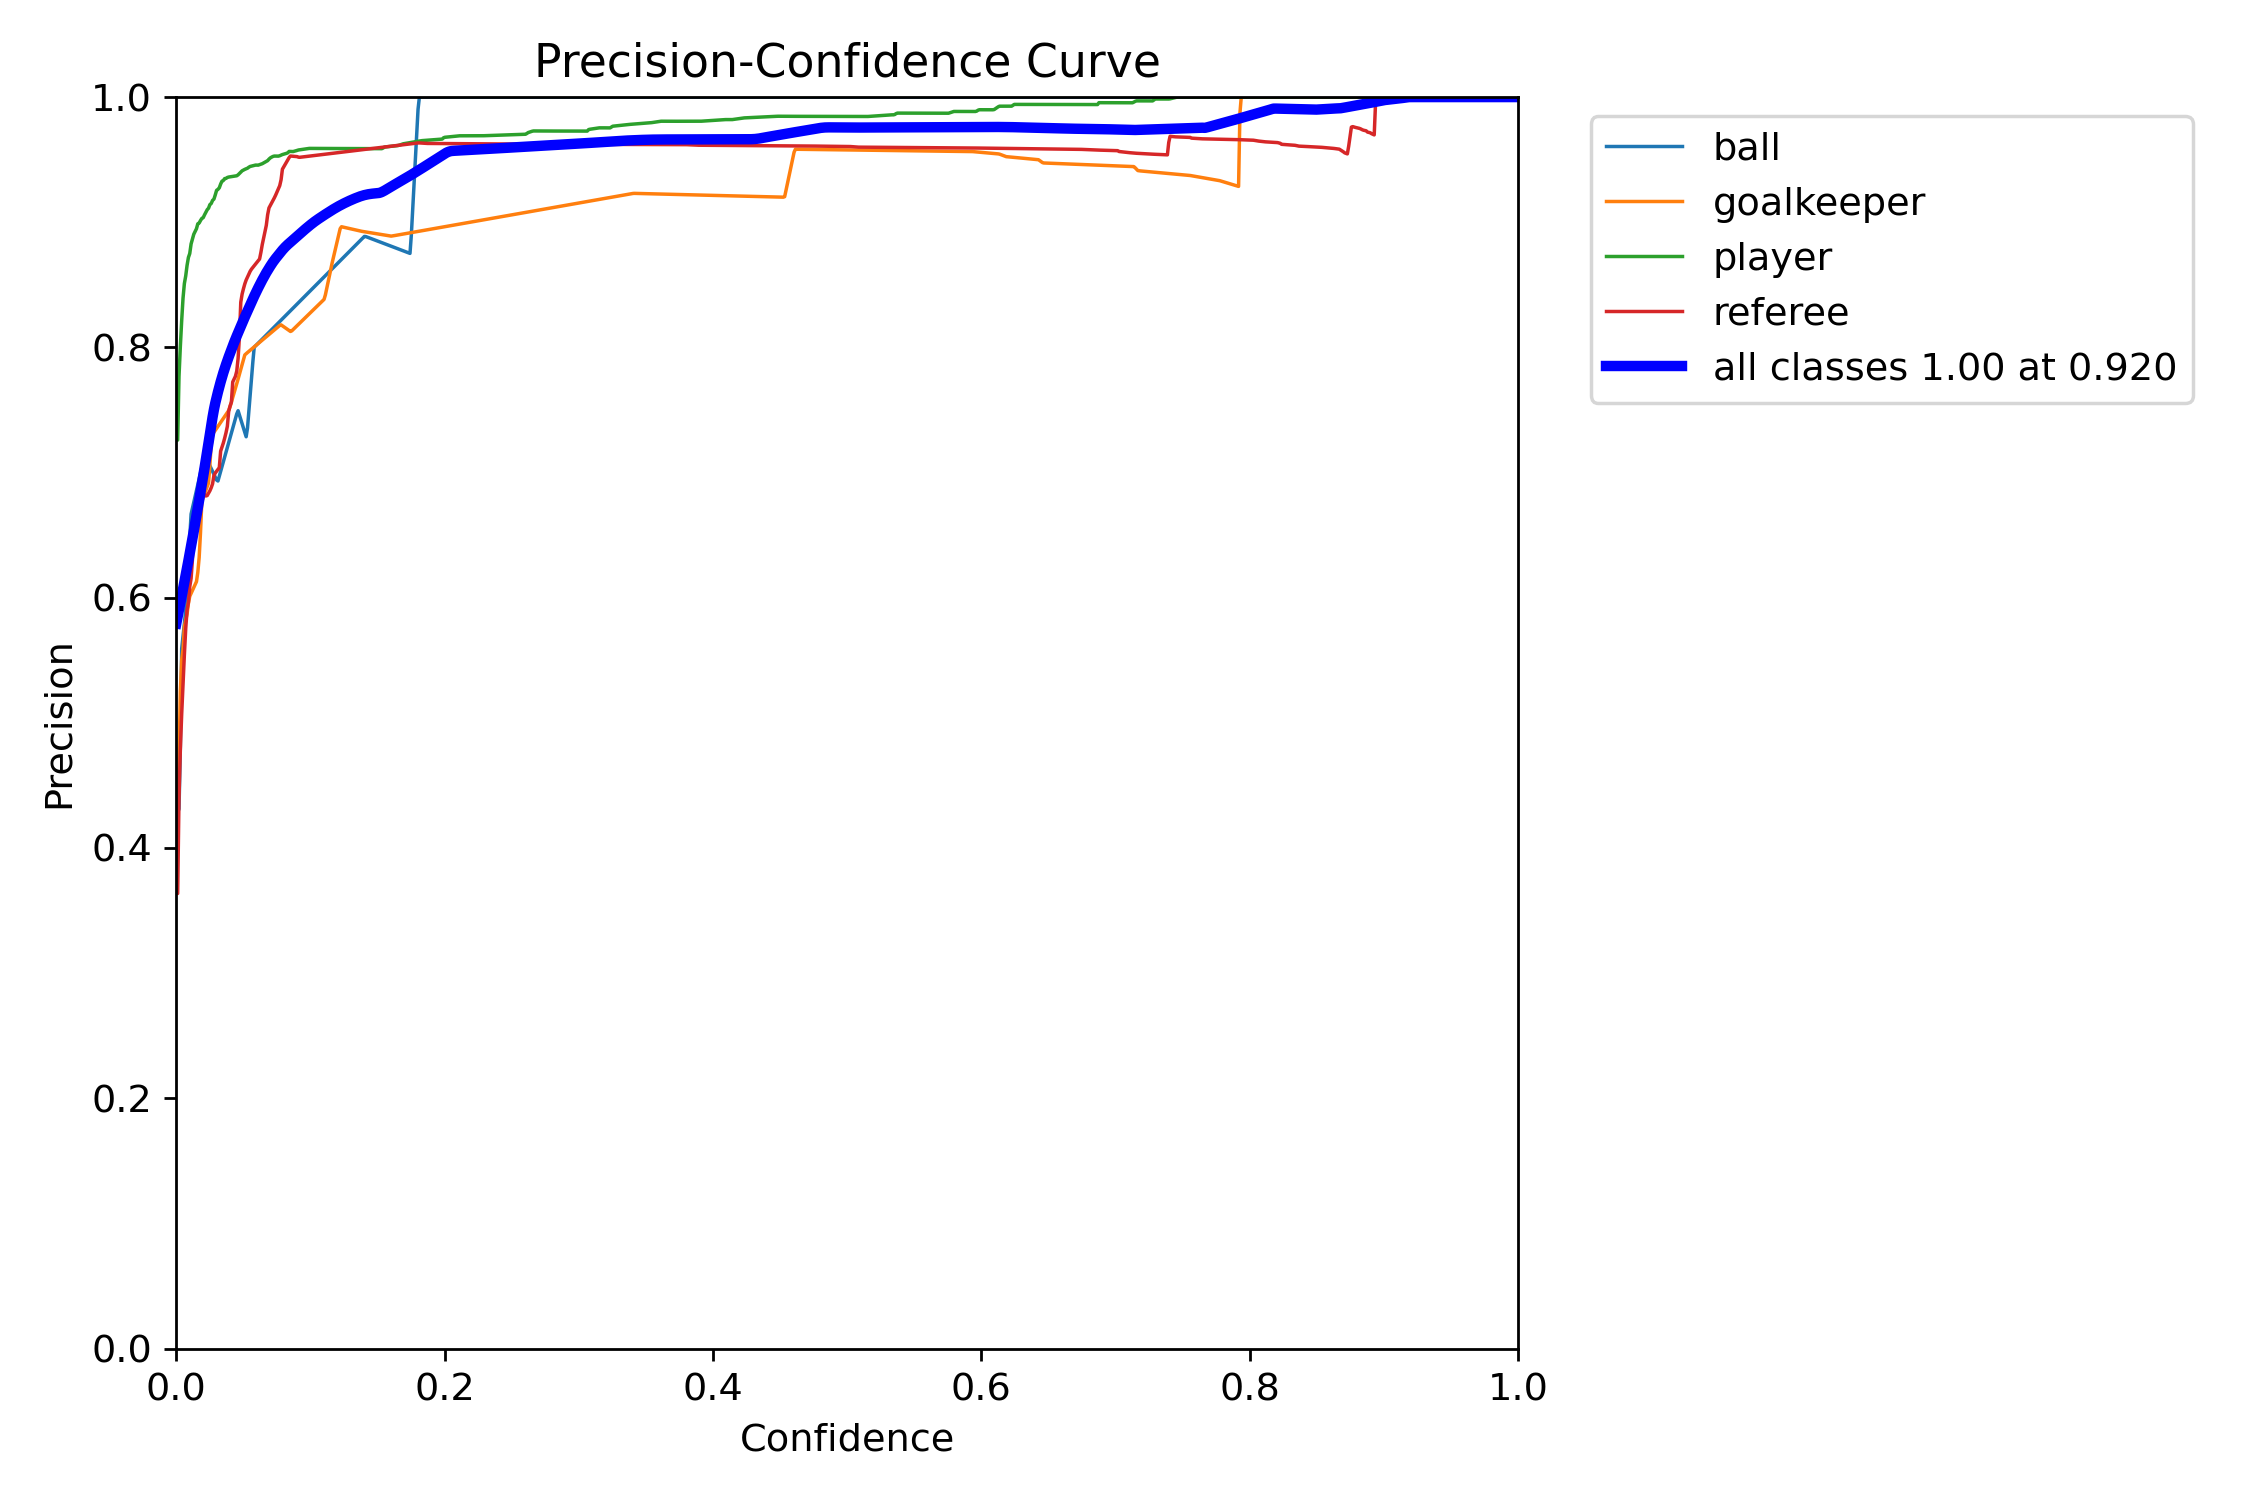 Precision-Confidence Curve
1.0
0.8
0.6
0.4
0.2
0.0
Precision
0.0 0.2 0.4 0.6 0.8 1.0
Confidence
ball
goalkeeper
player
referee
all classes 1.00 at 0.920